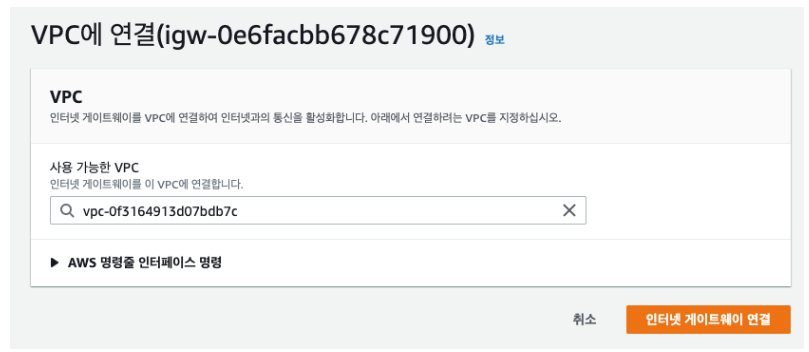 VPC에 연결(igw-0e6facbb678c71900) 정보
VPC
인터넷 게이트웨이를 VPC에 연결하여 인터넷과의 통신을 활성화합니다. 아래에서 연결하려는 VPC를 지정하십시오.
사용 가능한 VPC
인터넷 게이트웨이를 이 VPC에 연결합니다.
vpc-0f3164913d07bdb7c
AWS 명령줄 인터페이스 명령
취소 인터넷 게이트웨이 연결